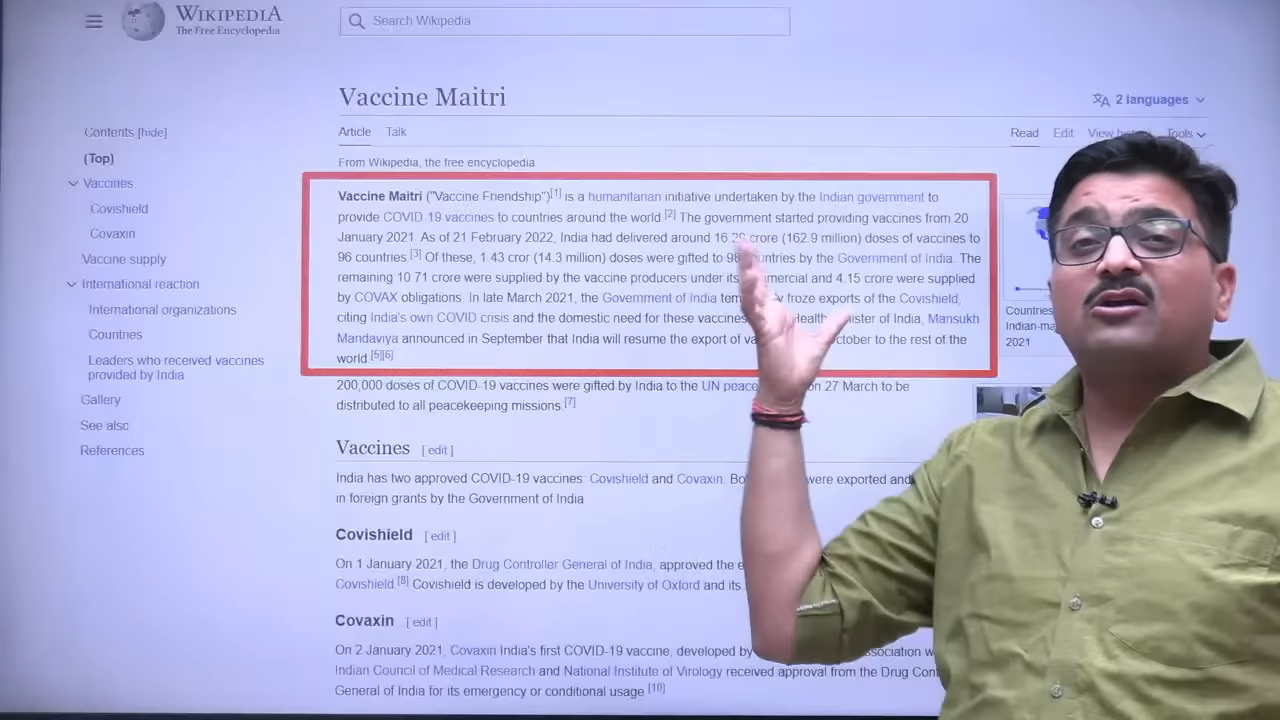 WIKIPEDIA
The Free Encyclopedia
Search Wikipedia
Vaccine Maitri
2 languages
Contents [hide]
(Top)
Vaccines
Covishield
Covaxin
Vaccine supply
International reaction
International organizations
Countries
Leaders who received vaccines
provided by India
Gallery
See also
References
Article Talk
Read Edit View Tools
From Wikipedia, the free encyclopedia
Vaccine Maitri ("Vaccine Friendship")[1] is a humanitarian initiative undertaken by the Indian government to
provide COVID 19 vaccines to countries around the world.[2] The government started providing vaccines from 20
January 2021. As of 21 February 2022, India had delivered around 16.29 crore (162.9 million) doses of vaccines to
96 countries.[3] Of these, 1.43 cror (14.3 million) doses were gifted to 98 by the Government of India. The
remaining 10.71 crore were supplied by the vaccine producers under its and 4.15 crore were supplied
by COVAX obligations. In late March 2021, the Government of India froze exports of the Covishield,
citing India's own COVID crisis and the domestic need for these vaccines of India, Mansukh
Mandaviya announced in September that India will resume the export of to the rest of the
world.[5][6]
200,000 doses of COVID-19 vaccines were gifted by India to the UN on 27 March to be
distributed to all peacekeeping missions.[7]
Vaccines [ edit ]
India has two approved COVID-19 vaccines: Covishield and Covaxin. were exported and
in foreign grants by the Government of India
Covishield [ edit ]
On 1 January 2021, the Drug Controller General of India, approved the
Covishield.[8] Covishield is developed by the University of Oxford and its
Covaxin [ edit ]
On 2 January 2021, Covaxin India's first COVID-19 vaccine, developed by
Indian Council of Medical Research and National Institute of Virology received approval from the Drug
General of India for its emergency or conditional usage [10]
Countries
2021